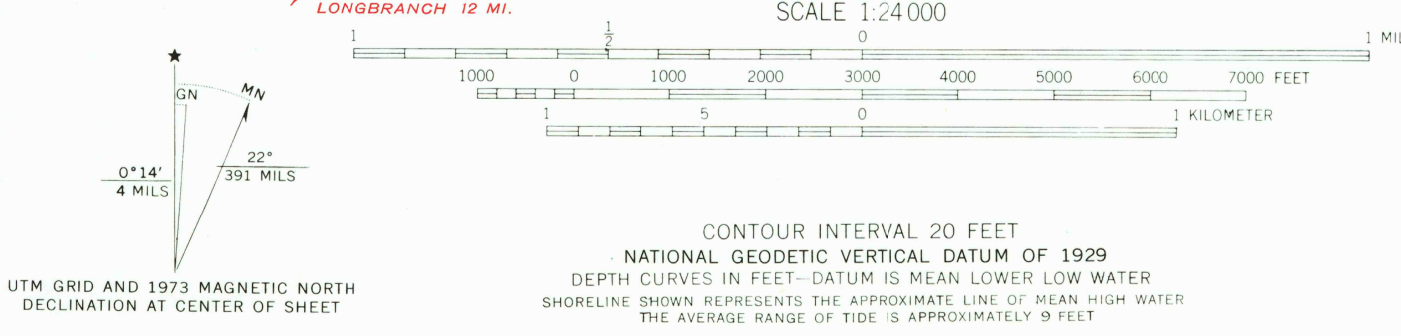 LONGBRANCH 12 MI.
SCALE 1:24 000
1 1/2 0 1 MIL
1000 0 1000 2000 3000 4000 5000 6000 7000 FEET
1 5 0 1 KILOMETER
GN MN
0°14'
4 MILS
22°
391 MILS
UTM GRID AND 1973 MAGNETIC NORTH
DECLINATION AT CENTER OF SHEET
CONTOUR INTERVAL 20 FEET
NATIONAL GEODETIC VERTICAL DATUM OF 1929
DEPTH CURVES IN FEET—DATUM IS MEAN LOWER LOW WATER
SHORELINE SHOWN REPRESENTS THE APPROXIMATE LINE OF MEAN HIGH WATER
THE AVERAGE RANGE OF TIDE IS APPROXIMATELY 9 FEET